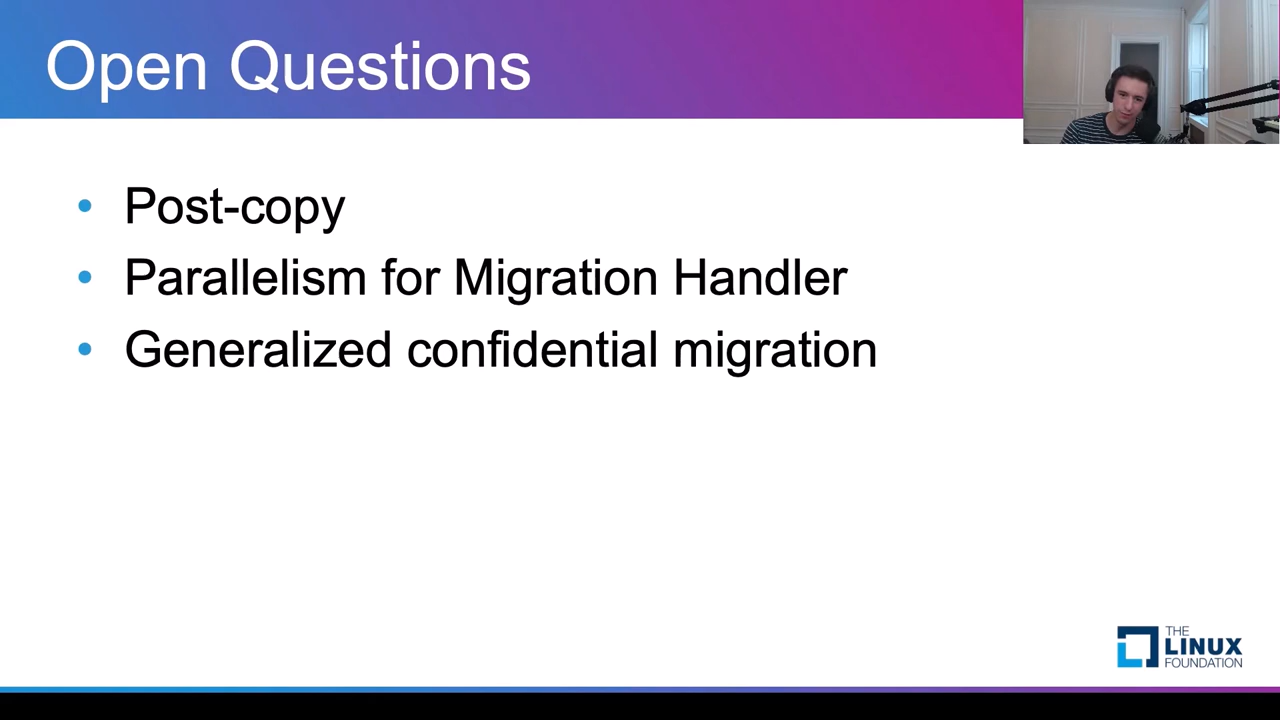 Open Questions
• Post-copy
• Parallelism for Migration Handler
• Generalized confidential migration
THE
LINUX
FOUNDATION